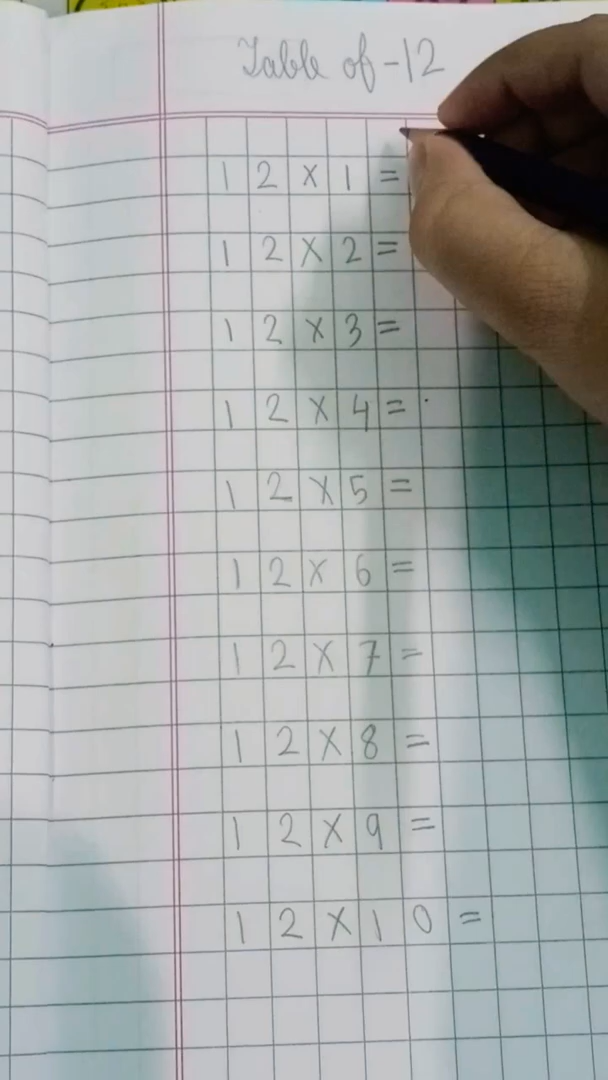 Table of -12
12 × 1 =
12 × 2 =
12 × 3 =
12 × 4 =
12 × 5 =
12 × 6 =
12 × 7 =
12 × 8 =
12 × 9 =
12 × 10 =